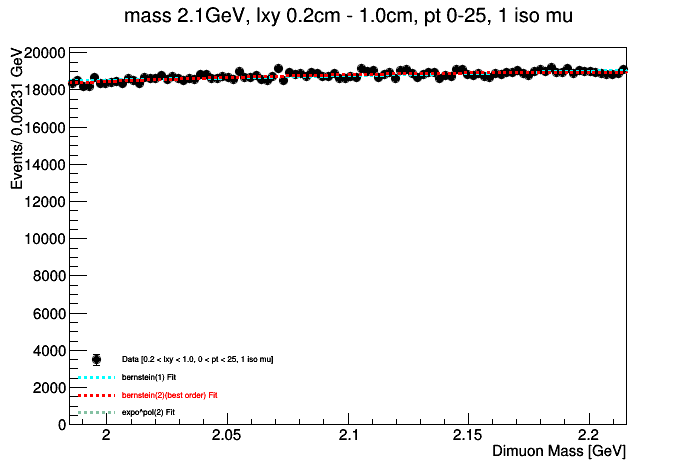 mass 2.1GeV, lxy 0.2cm - 1.0cm, pt 0-25, 1 iso mu
Events/ 0.00231 GeV
20000
18000
16000
14000
12000
10000
8000
6000
4000
2000
0
Data [0.2 < lxy < 1.0, 0 < pt < 25, 1 iso mu]
bernstein(1) Fit
bernstein(2)(best order) Fit
expo^pol(2) Fit
2 2.05 2.1 2.15 2.2
Dimuon Mass [GeV]